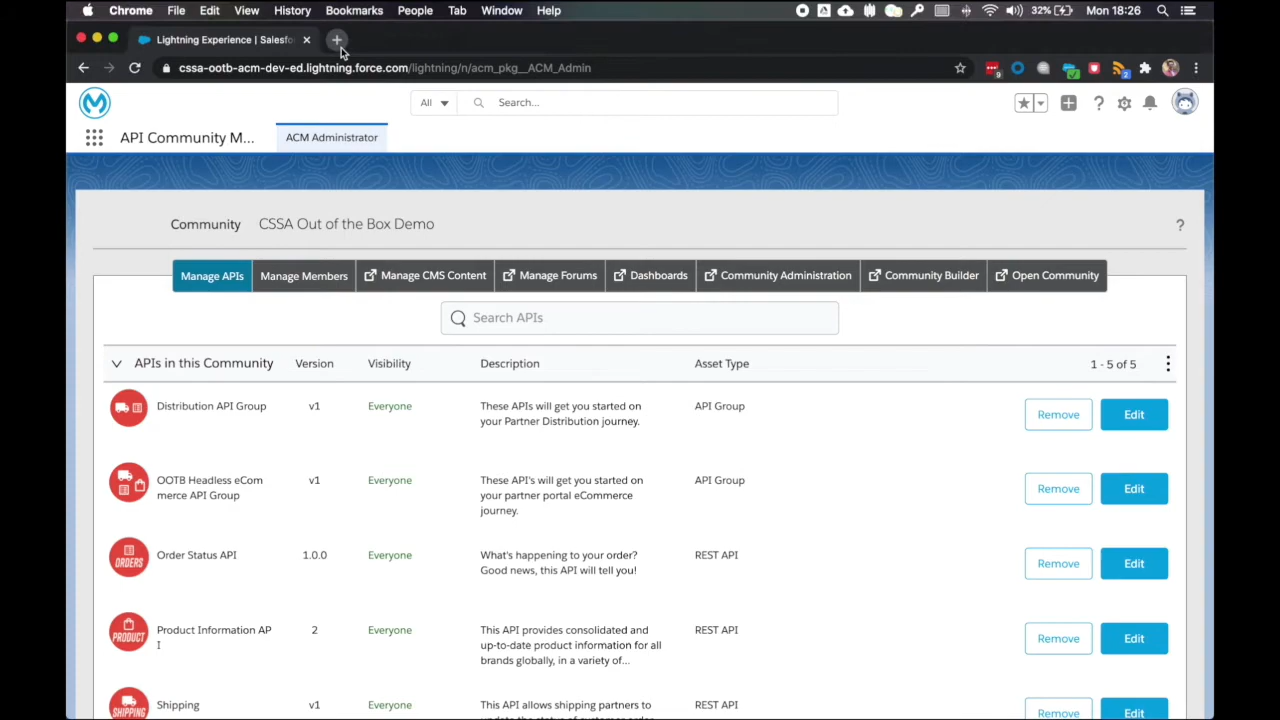 Chrome File Edit View History Bookmarks People Tab Window Help 32% Mon 18:26
Lightning Experience | Salesfo
cssa-ootb-acm-dev-ed.lightning.force.com/lightning/n/acm_pkg__ACM_Admin
All Search...
API Community M... ACM Administrator
Community CSSA Out of the Box Demo ?
Manage APIs Manage Members Manage CMS Content Manage Forums Dashboards Community Administration Community Builder Open Community
Search APIs
APIs in this Community Version Visibility Description Asset Type 1 - 5 of 5
Distribution API Group v1 Everyone These APIs will get you started on API Group
your Partner Distribution journey.
Remove Edit
OOTB Headless eCom v1 Everyone These API's will get you started on API Group
merce API Group your partner portal eCommerce
journey.
Remove Edit
Order Status API 1.0.0 Everyone What's happening to your order? REST API
ORDERS Good news, this API will tell you!
Remove Edit
Product Information AP 2 Everyone This API provides consolidated and REST API
PRODUCT I up-to-date product information for all
brands globally, in a variety of...
Remove Edit
Shipping v1 Everyone This API allows shipping partners to REST API
SHIPPING update the status of customer order
Remove Edit